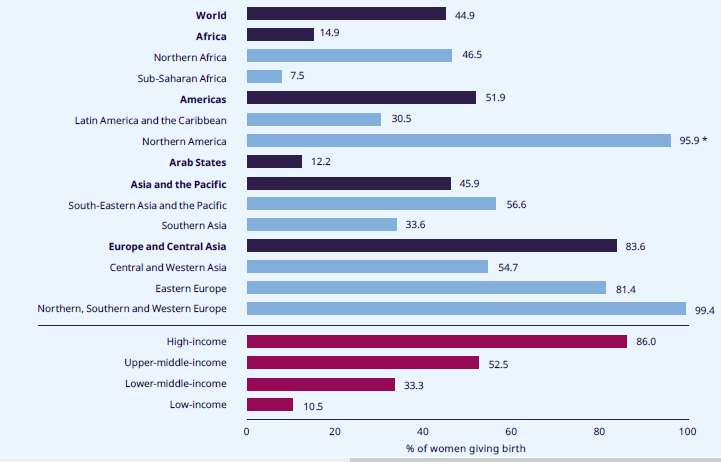 World 44.9
Africa 14.9
Northern Africa 46.5
Sub-Saharan Africa 7.5
Americas 51.9
Latin America and the Caribbean 30.5
Northern America 95.9 *
Arab States 12.2
Asia and the Pacific 45.9
South-Eastern Asia and the Pacific 56.6
Southern Asia 33.6
Europe and Central Asia 83.6
Central and Western Asia 54.7
Eastern Europe 81.4
Northern, Southern and Western Europe 99.4
High-income 86.0
Upper-middle-income 52.5
Lower-middle-income 33.3
Low-income 10.5
0 20 40 60 80 100
% of women giving birth